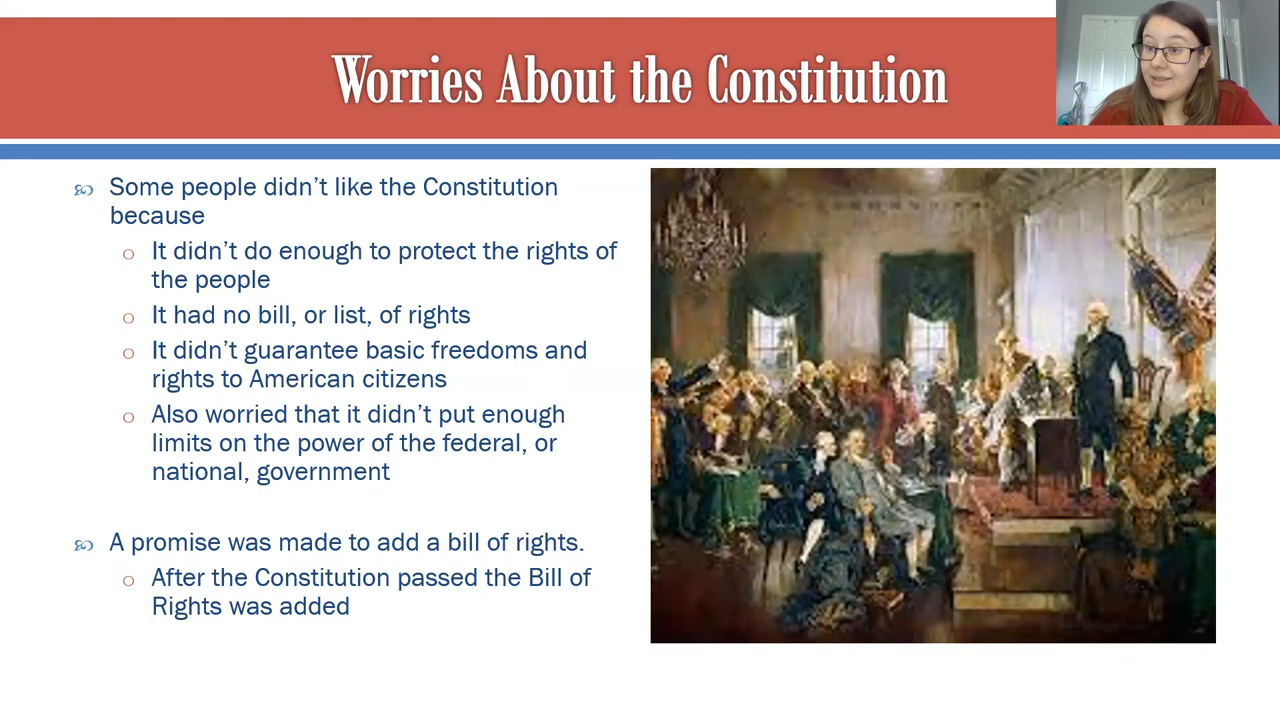 Worries About the Constitution
Some people didn't like the Constitution
because
It didn't do enough to protect the rights of
the people
It had no bill, or list, of rights
It didn't guarantee basic freedoms and
rights to American citizens
Also worried that it didn't put enough
limits on the power of the federal, or
national, government
A promise was made to add a bill of rights.
After the Constitution passed the Bill of
Rights was added